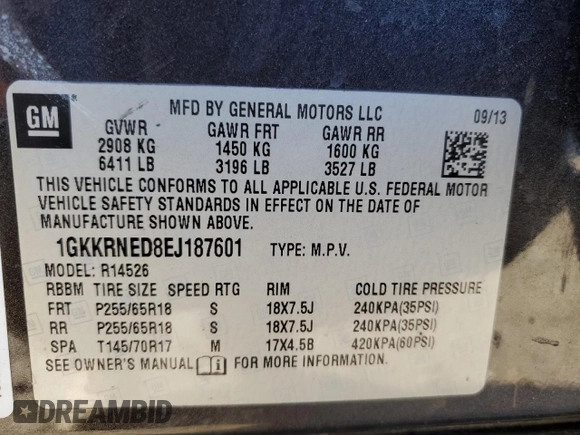 GM
MFD BY GENERAL MOTORS LLC 09/13
GVWR GAWR FRT GAWR RR
2908 KG 1450 KG 1600 KG
6411 LB 3196 LB 3527 LB
THIS VEHICLE CONFORMS TO ALL APPLICABLE U.S. FEDERAL MOTOR
VEHICLE SAFETY STANDARDS IN EFFECT ON THE DATE OF
MANUFACTURE SHOWN ABOVE.
1GKKRNED8EJ187601 TYPE: M.P.V.
MODEL: R14526
RBBM TIRE SIZE SPEED RTG RIM COLD TIRE PRESSURE
FRT P255/65R18 S 18X7.5J 240KPA(35PSI)
RR P255/65R18 S 18X7.5J 240KPA(35PSI)
SPA T145/70R17 M 17X4.5B 420KPA(60PSI)
SEE OWNER'S MANUAL i FOR MORE INFORMATION.
DREAMBID